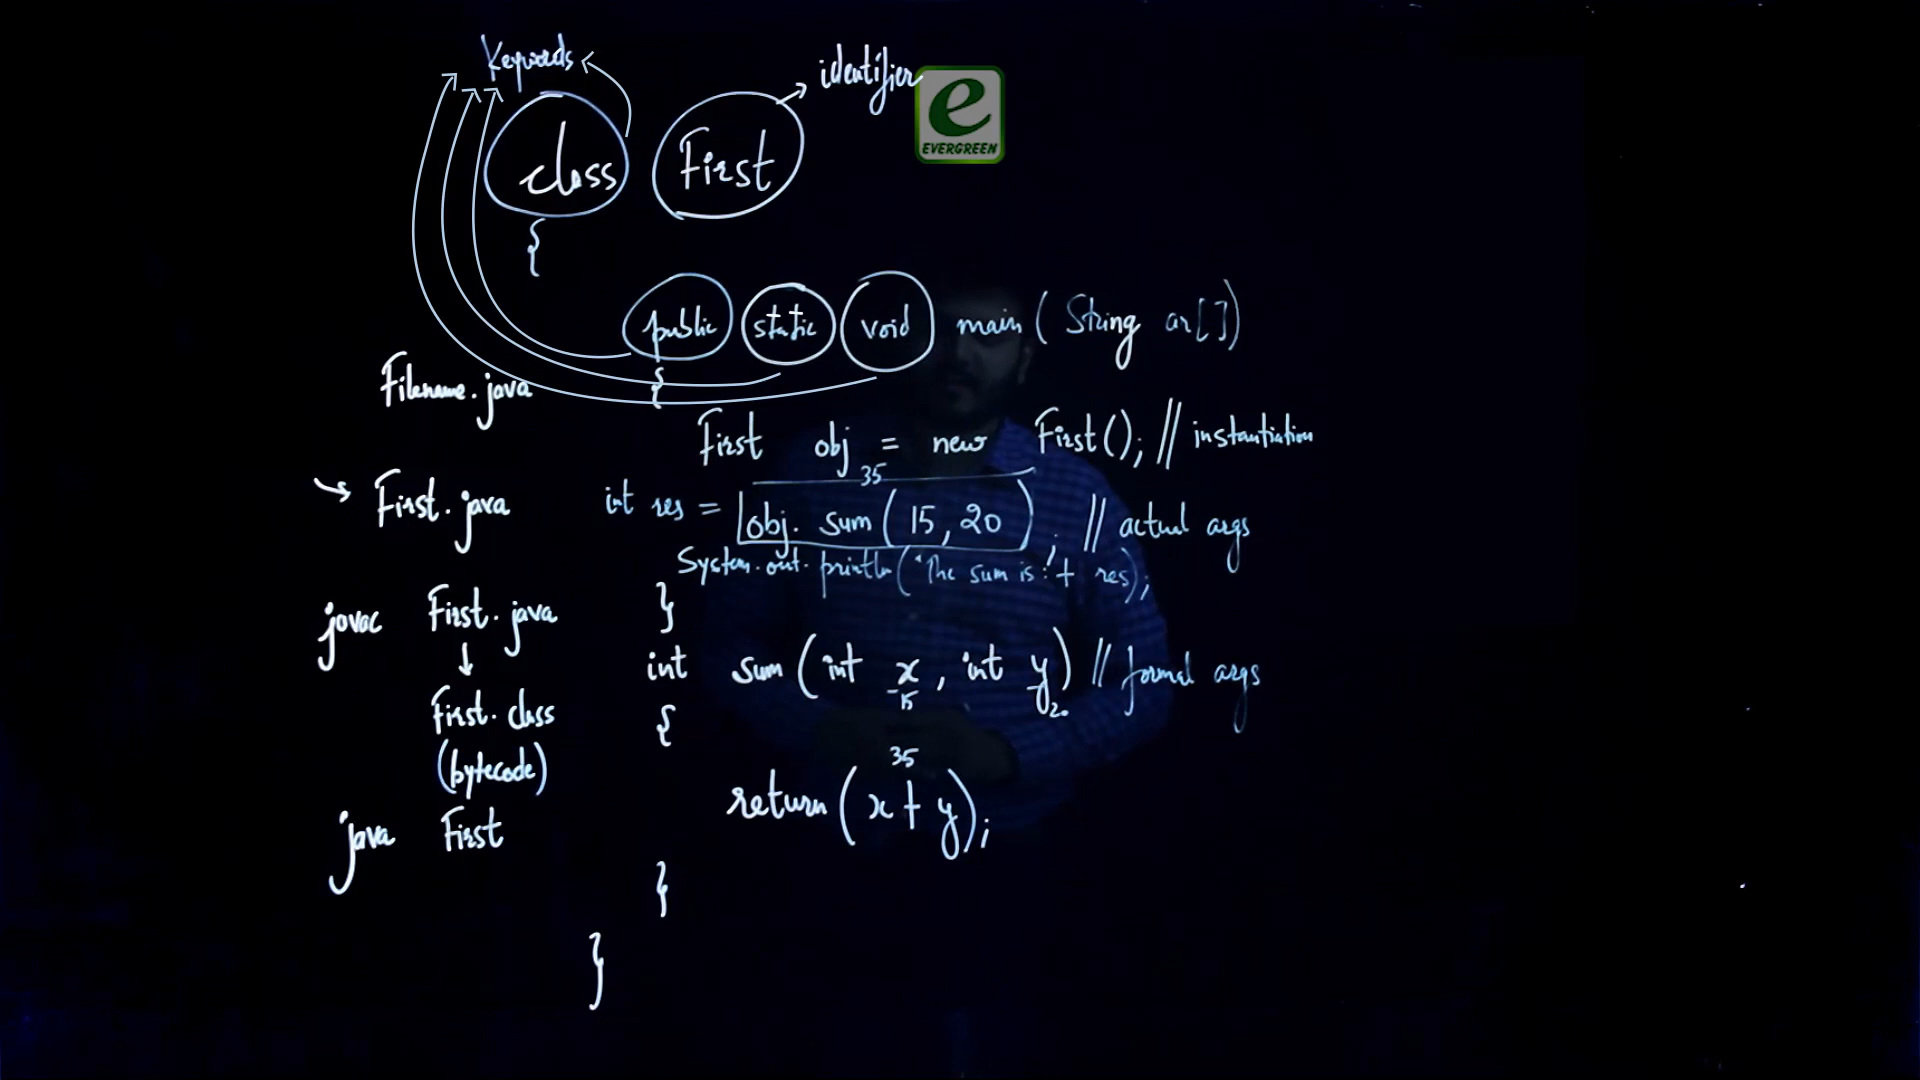 Keywords
identifier
e
EVERGREEN
class First
{
public static void main ( String ar[])
{
Filename.java
First obj = new First(); // instantiation
35
First.java
int res = obj. sum( 15, 20 ) ; // actual args
System.out.println("The sum is:"+ res);
}
javac First.java
int sum ( int x , int y) // formal args
15 20
{
First.class
(bytecode)
35
return ( x + y);
java First
}
}